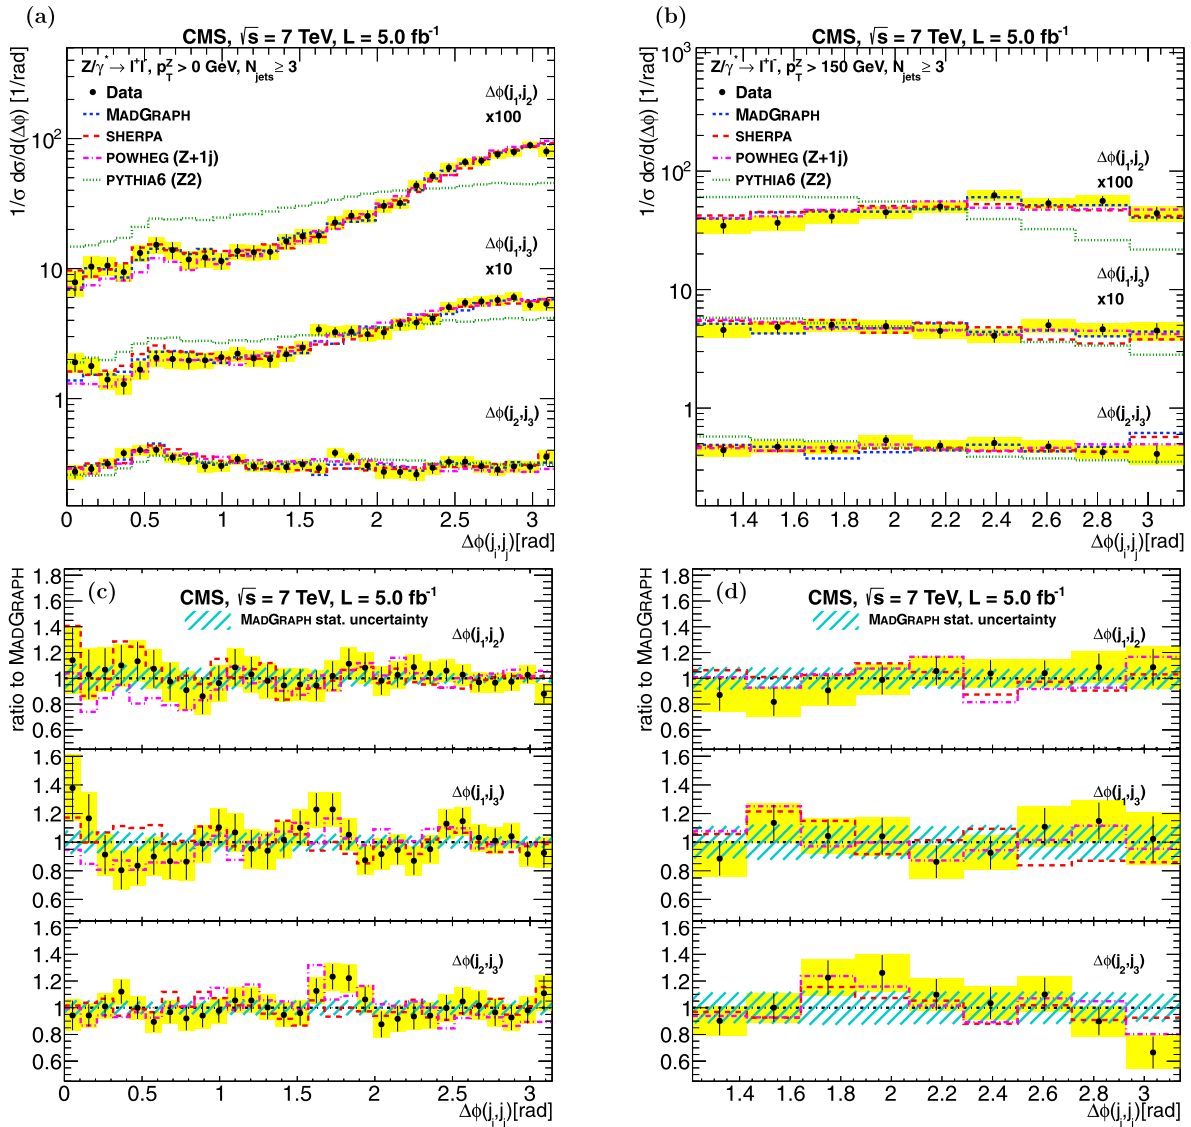 (a)
CMS, √s = 7 TeV, L = 5.0 fb⁻¹
1/σ dσ/d(Δϕ) [1/rad]
Z/γ*→ l⁺l⁻, p_T^Z > 0 GeV, N_jets ≥ 3
Data
MADGRAPH
SHERPA
POWHEG (Z+1j)
PYTHIA6 (Z2)
Δϕ(j₁,j₂)
x100
Δϕ(j₁,j₃)
x10
Δϕ(j₂,j₃)
10²
10
1
0 0.5 1 1.5 2 2.5 3
Δϕ(j_i,j_j)[rad]
(b)
CMS, √s = 7 TeV, L = 5.0 fb⁻¹
1/σ dσ/d(Δϕ) [1/rad]
Z/γ*→ l⁺l⁻, p_T^Z > 150 GeV, N_jets ≥ 3
Data
MADGRAPH
SHERPA
POWHEG (Z+1j)
PYTHIA6 (Z2)
Δϕ(j₁,j₂)
x100
Δϕ(j₁,j₃)
x10
Δϕ(j₂,j₃)
10³
10²
10
1
1.4 1.6 1.8 2 2.2 2.4 2.6 2.8 3
Δϕ(j_i,j_j)[rad]
(c)
CMS, √s = 7 TeV, L = 5.0 fb⁻¹
MADGRAPH stat. uncertainty
ratio to MADGRAPH
Δϕ(j₁,j₂)
1.8
1.6
1.4
1.2
1
0.8
0.6
Δϕ(j₁,j₃)
1.6
1.4
1.2
1
0.8
0.6
Δϕ(j₂,j₃)
1.6
1.4
1.2
1
0.8
0.6
0 0.5 1 1.5 2 2.5 3
Δϕ(j_i,j_j)[rad]
(d)
CMS, √s = 7 TeV, L = 5.0 fb⁻¹
MADGRAPH stat. uncertainty
ratio to MADGRAPH
Δϕ(j₁,j₂)
1.8
1.6
1.4
1.2
1
0.8
0.6
Δϕ(j₁,j₃)
1.6
1.4
1.2
1
0.8
0.6
Δϕ(j₂,j₃)
1.6
1.4
1.2
1
0.8
0.6
1.4 1.6 1.8 2 2.2 2.4 2.6 2.8 3
Δϕ(j_i,j_j)[rad]